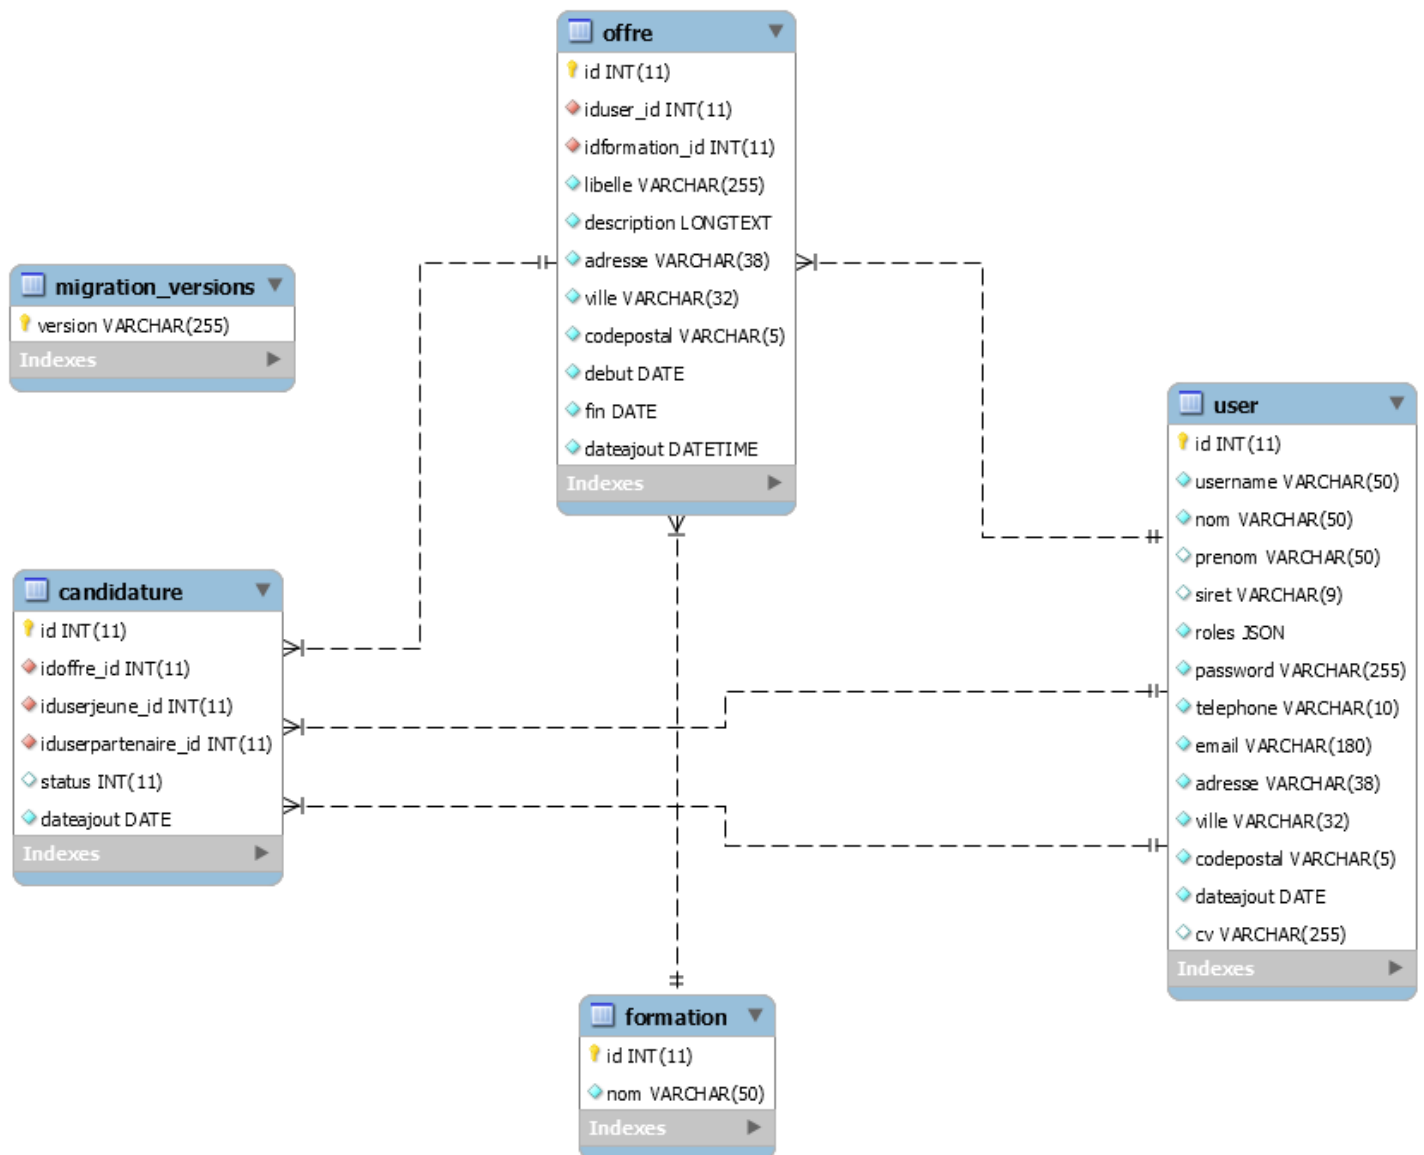 offre
id INT(11)
iduser_id INT(11)
idformation_id INT(11)
libelle VARCHAR(255)
description LONGTEXT
adresse VARCHAR(38)
ville VARCHAR(32)
codepostal VARCHAR(5)
debut DATE
fin DATE
dateajout DATETIME
Indexes
migration_versions
version VARCHAR(255)
Indexes
user
id INT(11)
username VARCHAR(50)
nom VARCHAR(50)
prenom VARCHAR(50)
siret VARCHAR(9)
roles JSON
password VARCHAR(255)
telephone VARCHAR(10)
email VARCHAR(180)
adresse VARCHAR(38)
ville VARCHAR(32)
codepostal VARCHAR(5)
dateajout DATE
cv VARCHAR(255)
Indexes
candidature
id INT(11)
idoffre_id INT(11)
iduserjeune_id INT(11)
iduserpartenaire_id INT(11)
status INT(11)
dateajout DATE
Indexes
formation
id INT(11)
nom VARCHAR(50)
Indexes